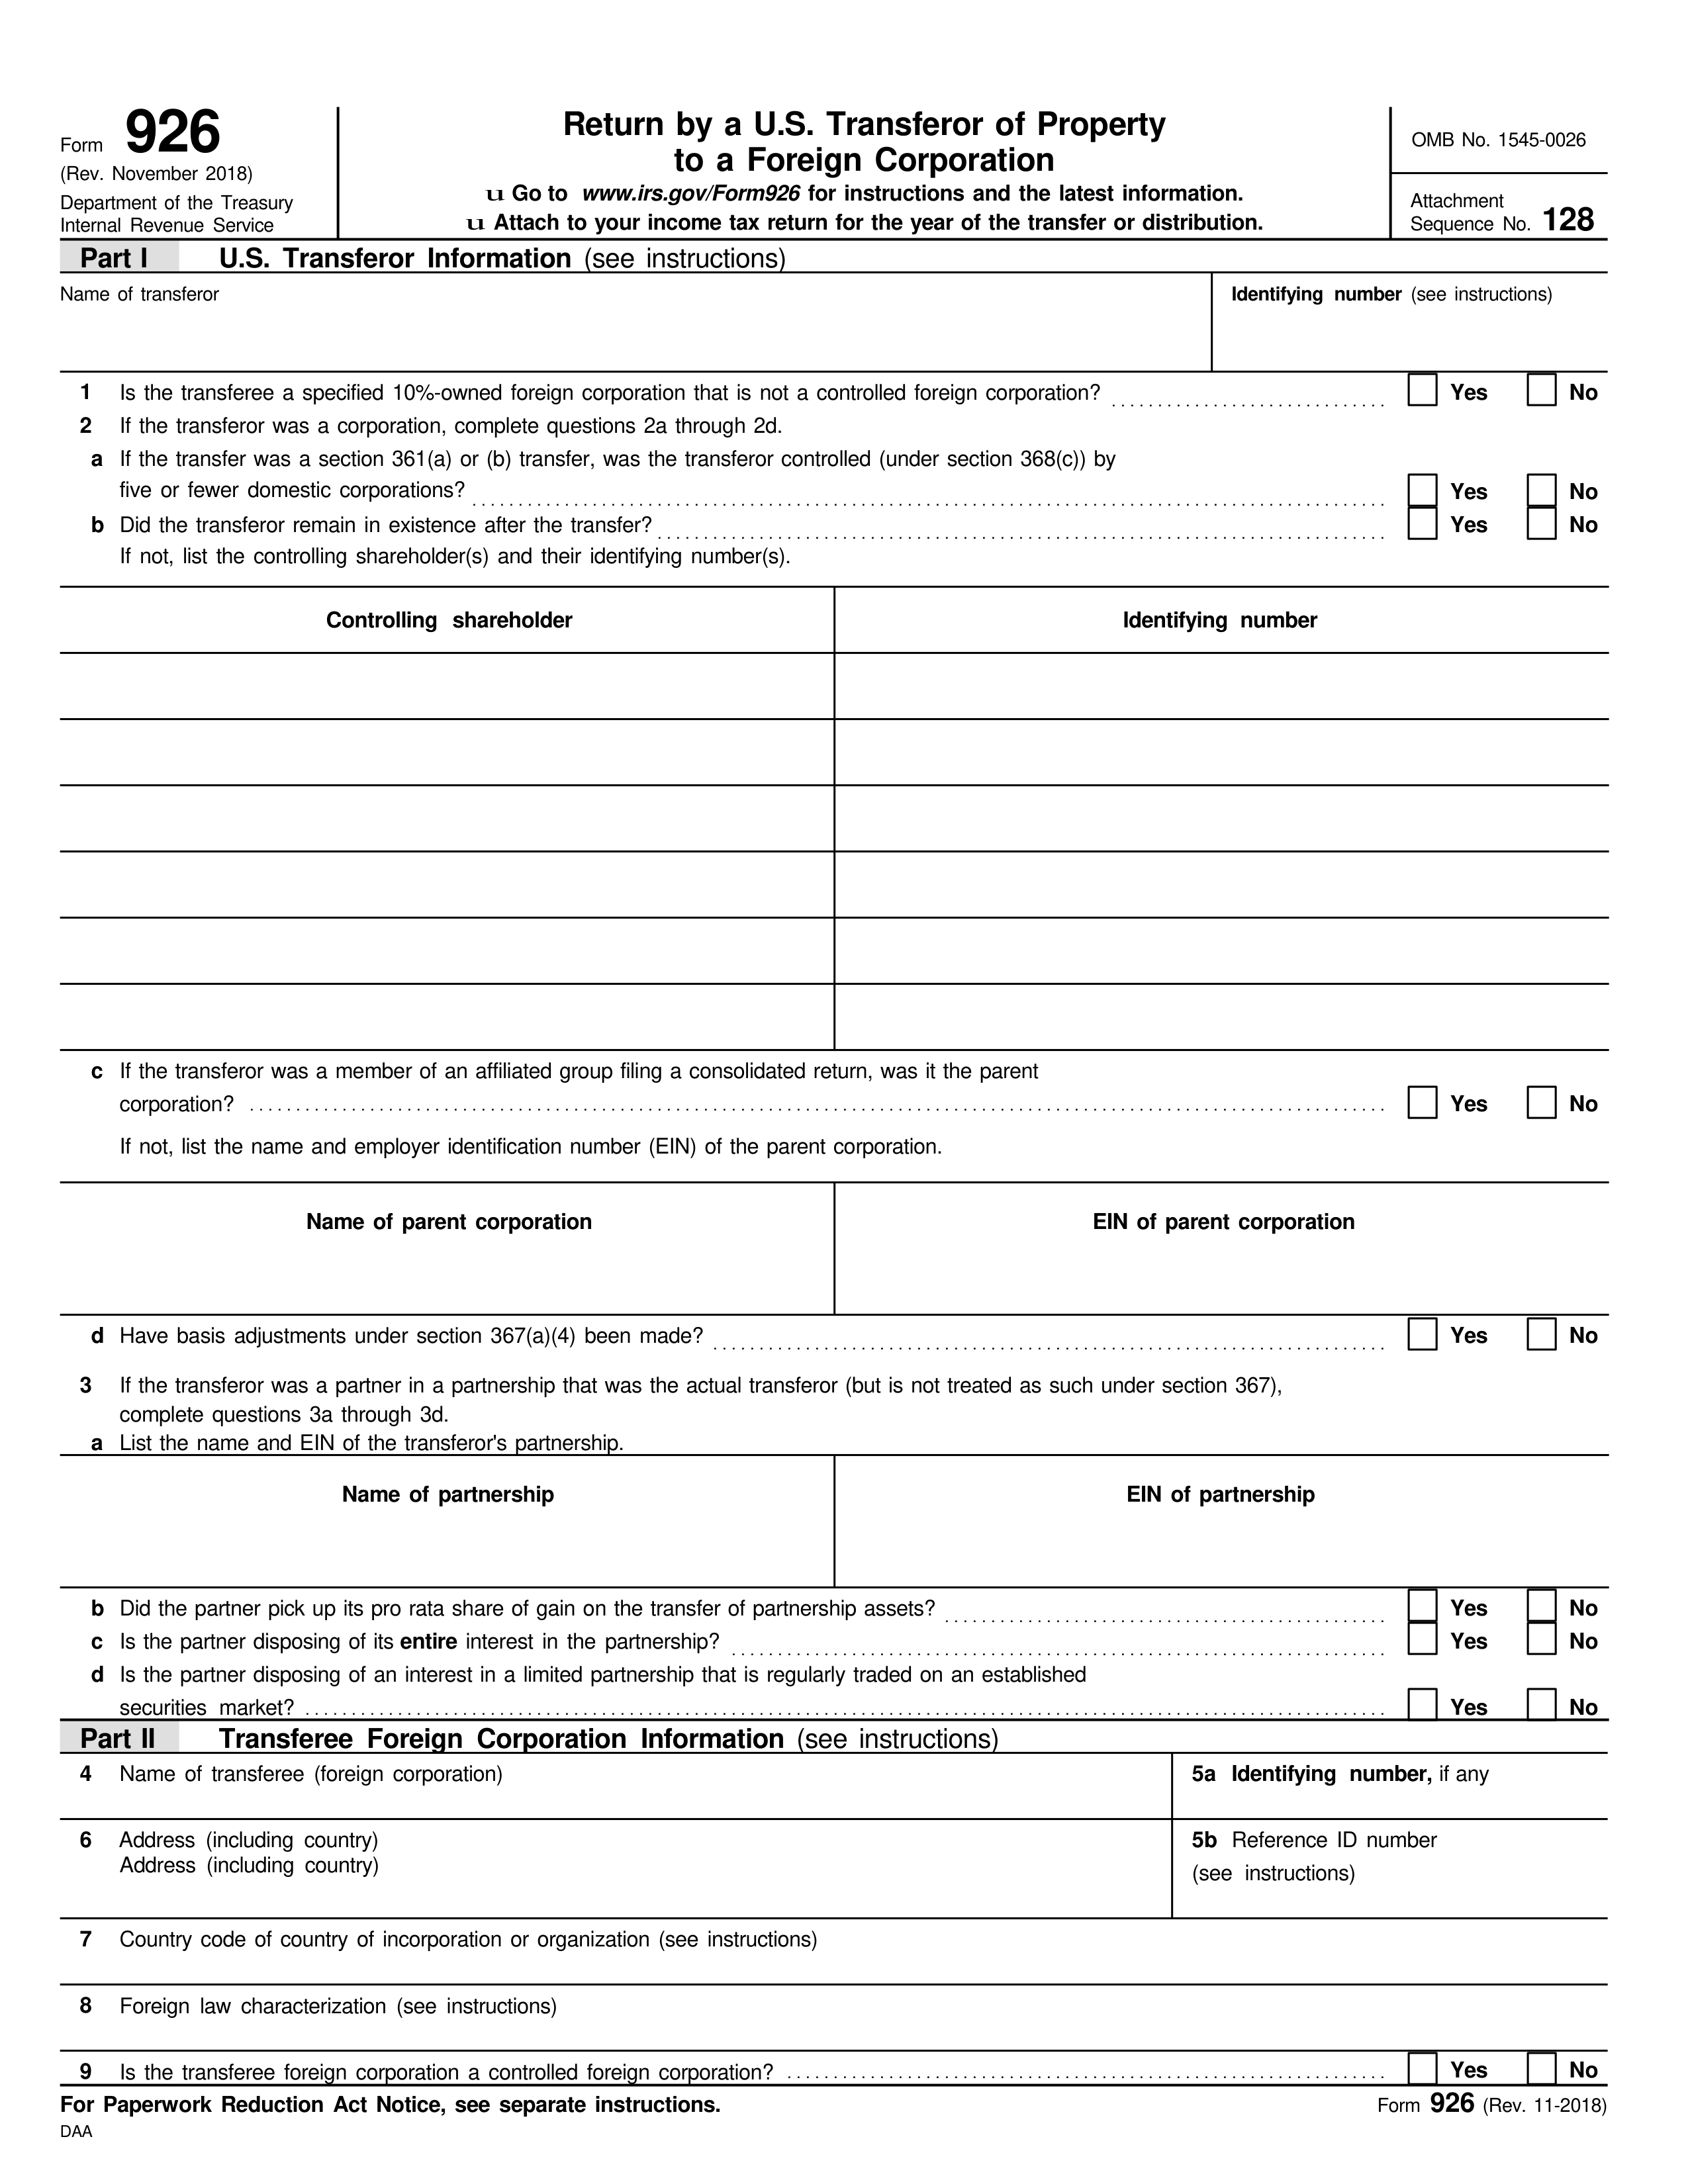 Form 926
(Rev. November 2018)
Department of the Treasury
Internal Revenue Service
Return by a U.S. Transferor of Property
to a Foreign Corporation
u Go to www.irs.gov/Form926 for instructions and the latest information.
u Attach to your income tax return for the year of the transfer or distribution.
OMB No. 1545-0026
Attachment
Sequence No. 128
Part I U.S. Transferor Information (see instructions)
Name of transferor
Identifying number (see instructions)
1 Is the transferee a specified 10%-owned foreign corporation that is not a controlled foreign corporation? Yes No
2 If the transferor was a corporation, complete questions 2a through 2d.
a If the transfer was a section 361(a) or (b) transfer, was the transferor controlled (under section 368(c)) by
five or fewer domestic corporations? Yes No
b Did the transferor remain in existence after the transfer? Yes No
If not, list the controlling shareholder(s) and their identifying number(s).
Controlling shareholder Identifying number
c If the transferor was a member of an affiliated group filing a consolidated return, was it the parent
corporation? Yes No
If not, list the name and employer identification number (EIN) of the parent corporation.
Name of parent corporation EIN of parent corporation
d Have basis adjustments under section 367(a)(4) been made? Yes No
3 If the transferor was a partner in a partnership that was the actual transferor (but is not treated as such under section 367),
complete questions 3a through 3d.
a List the name and EIN of the transferor's partnership.
Name of partnership EIN of partnership
b Did the partner pick up its pro rata share of gain on the transfer of partnership assets? Yes No
c Is the partner disposing of its entire interest in the partnership? Yes No
d Is the partner disposing of an interest in a limited partnership that is regularly traded on an established
securities market? Yes No
Part II Transferee Foreign Corporation Information (see instructions)
4 Name of transferee (foreign corporation)
5a Identifying number, if any
6 Address (including country)
Address (including country)
5b Reference ID number
(see instructions)
7 Country code of country of incorporation or organization (see instructions)
8 Foreign law characterization (see instructions)
9 Is the transferee foreign corporation a controlled foreign corporation? Yes No
For Paperwork Reduction Act Notice, see separate instructions.
Form 926 (Rev. 11-2018)
DAA